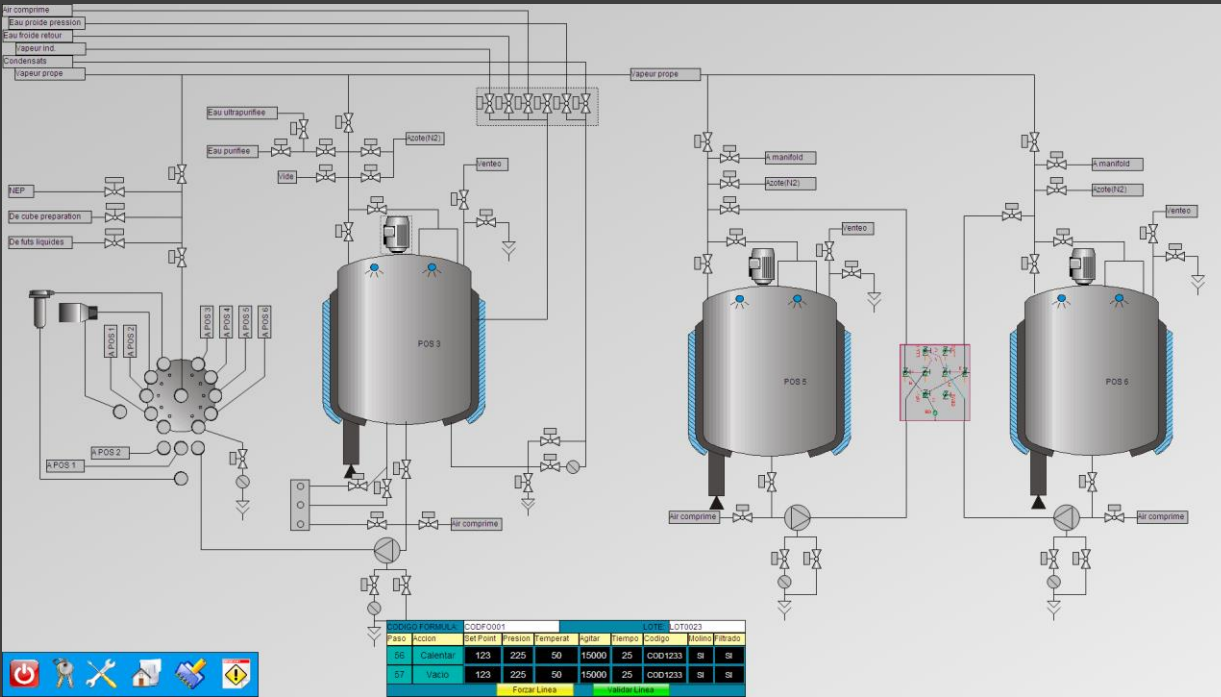 Air comprime
Eau proide pression
Eau froide retour
Vapeur ind.
Condensats
Vapeur prope
Vapeur prope
Eau ultrapurifiee
Eau purifiee
Azote(N2)
Vide
Venteo
A manifold
Azote(N2)
A manifold
Azote(N2)
NEP
De cube preparation
De futs liquides
Venteo
Venteo
A POS 1
A POS 2
A POS 3
A POS 4
A POS 5
A POS 6
POS 3
POS 5
POS 6
A POS 2
A POS 1
Air comprime
Air comprime
Air comprime
CODIGO FORMULA: CODFO001 LOTE: LOT0023
Paso Accion Set Point Presion Temperat Agitar Tiempo Codigo Molino Filtrado
56 Calentar 123 225 50 15000 25 COD1233 SI SI
57 Vacio 123 225 50 15000 25 COD1233 SI SI
Forzar Linea Validar Linea